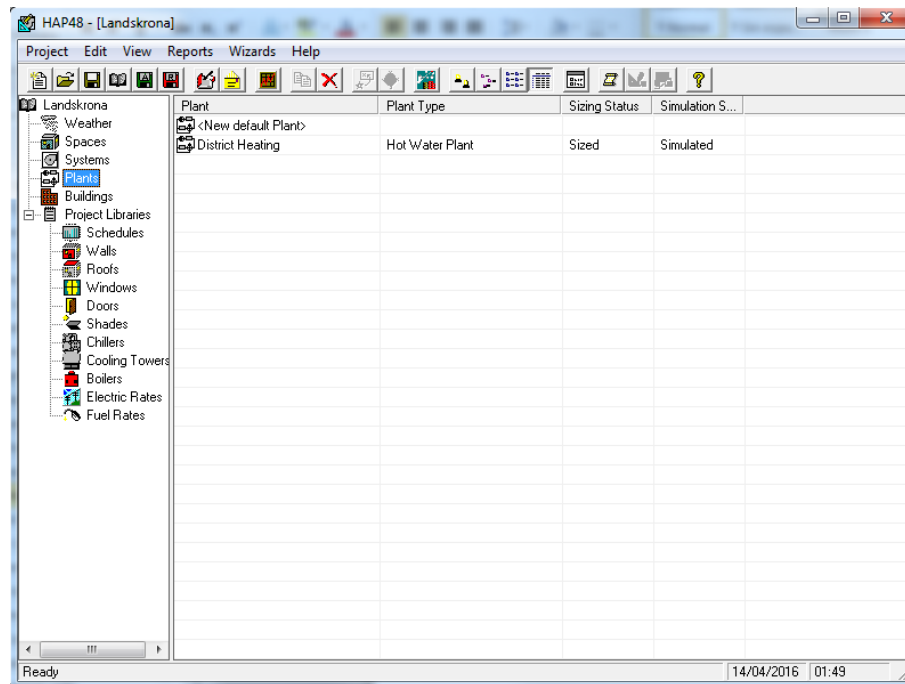 HAP48 - [Landskrona]
Project Edit View Reports Wizards Help
Landskrona
Weather
Spaces
Systems
Plants
Buildings
Project Libraries
Schedules
Walls
Roofs
Windows
Doors
Shades
Chillers
Cooling Towers
Boilers
Electric Rates
Fuel Rates
Plant Plant Type Sizing Status Simulation S...
<New default Plant>
District Heating Hot Water Plant Sized Simulated
Ready 14/04/2016 01:49